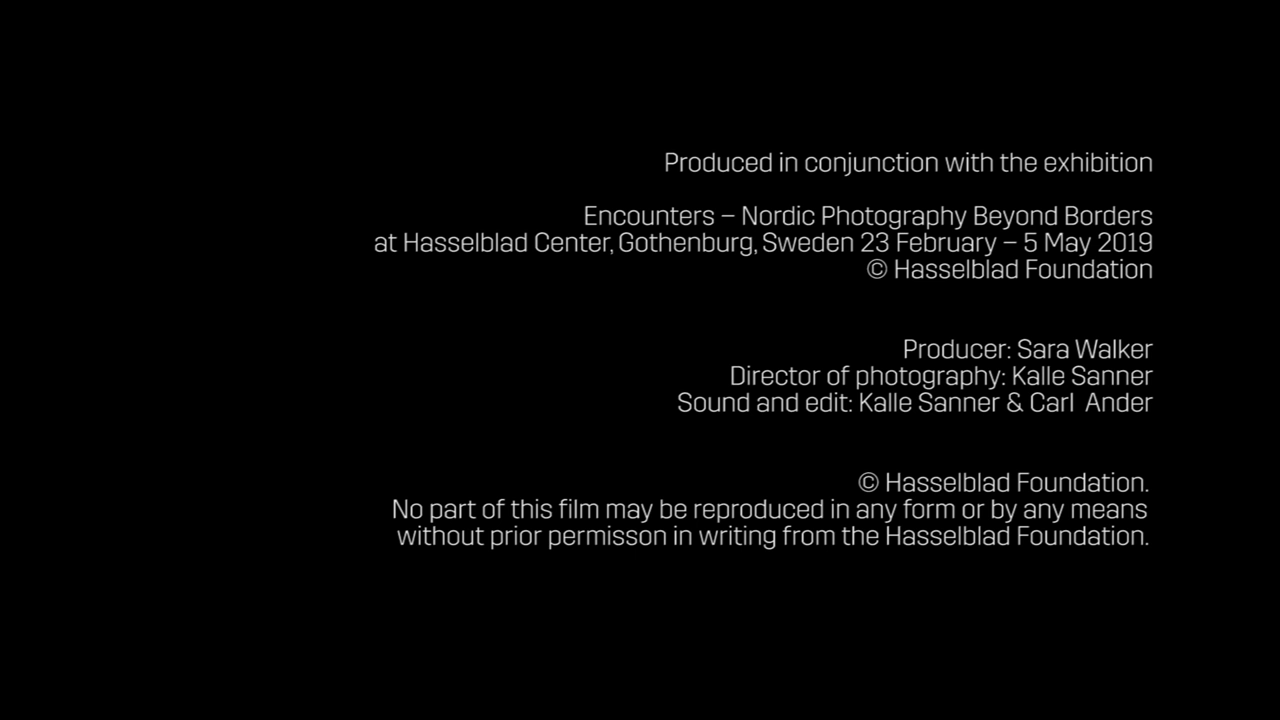 Produced in conjunction with the exhibition
Encounters – Nordic Photography Beyond Borders
at Hasselblad Center, Gothenburg, Sweden 23 February – 5 May 2019
© Hasselblad Foundation
Producer: Sara Walker
Director of photography: Kalle Sanner
Sound and edit: Kalle Sanner & Carl  Ander
© Hasselblad Foundation.
No part of this film may be reproduced in any form or by any means
without prior permisson in writing from the Hasselblad Foundation.